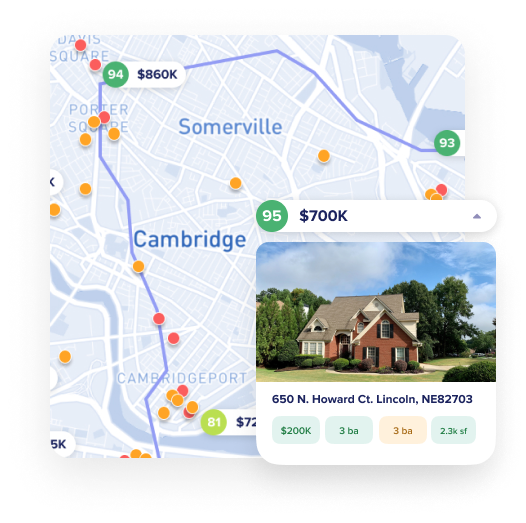 DAVIS
SQUARE
94 $860K
PORTER
SQUARE
Somerville
93
K
95 $700K
Cambridge
650 N. Howard Ct. Lincoln, NE82703
$200K 3 ba 3 ba 2.3k sf
CAMBRIDGEPORT
81 $72
5K